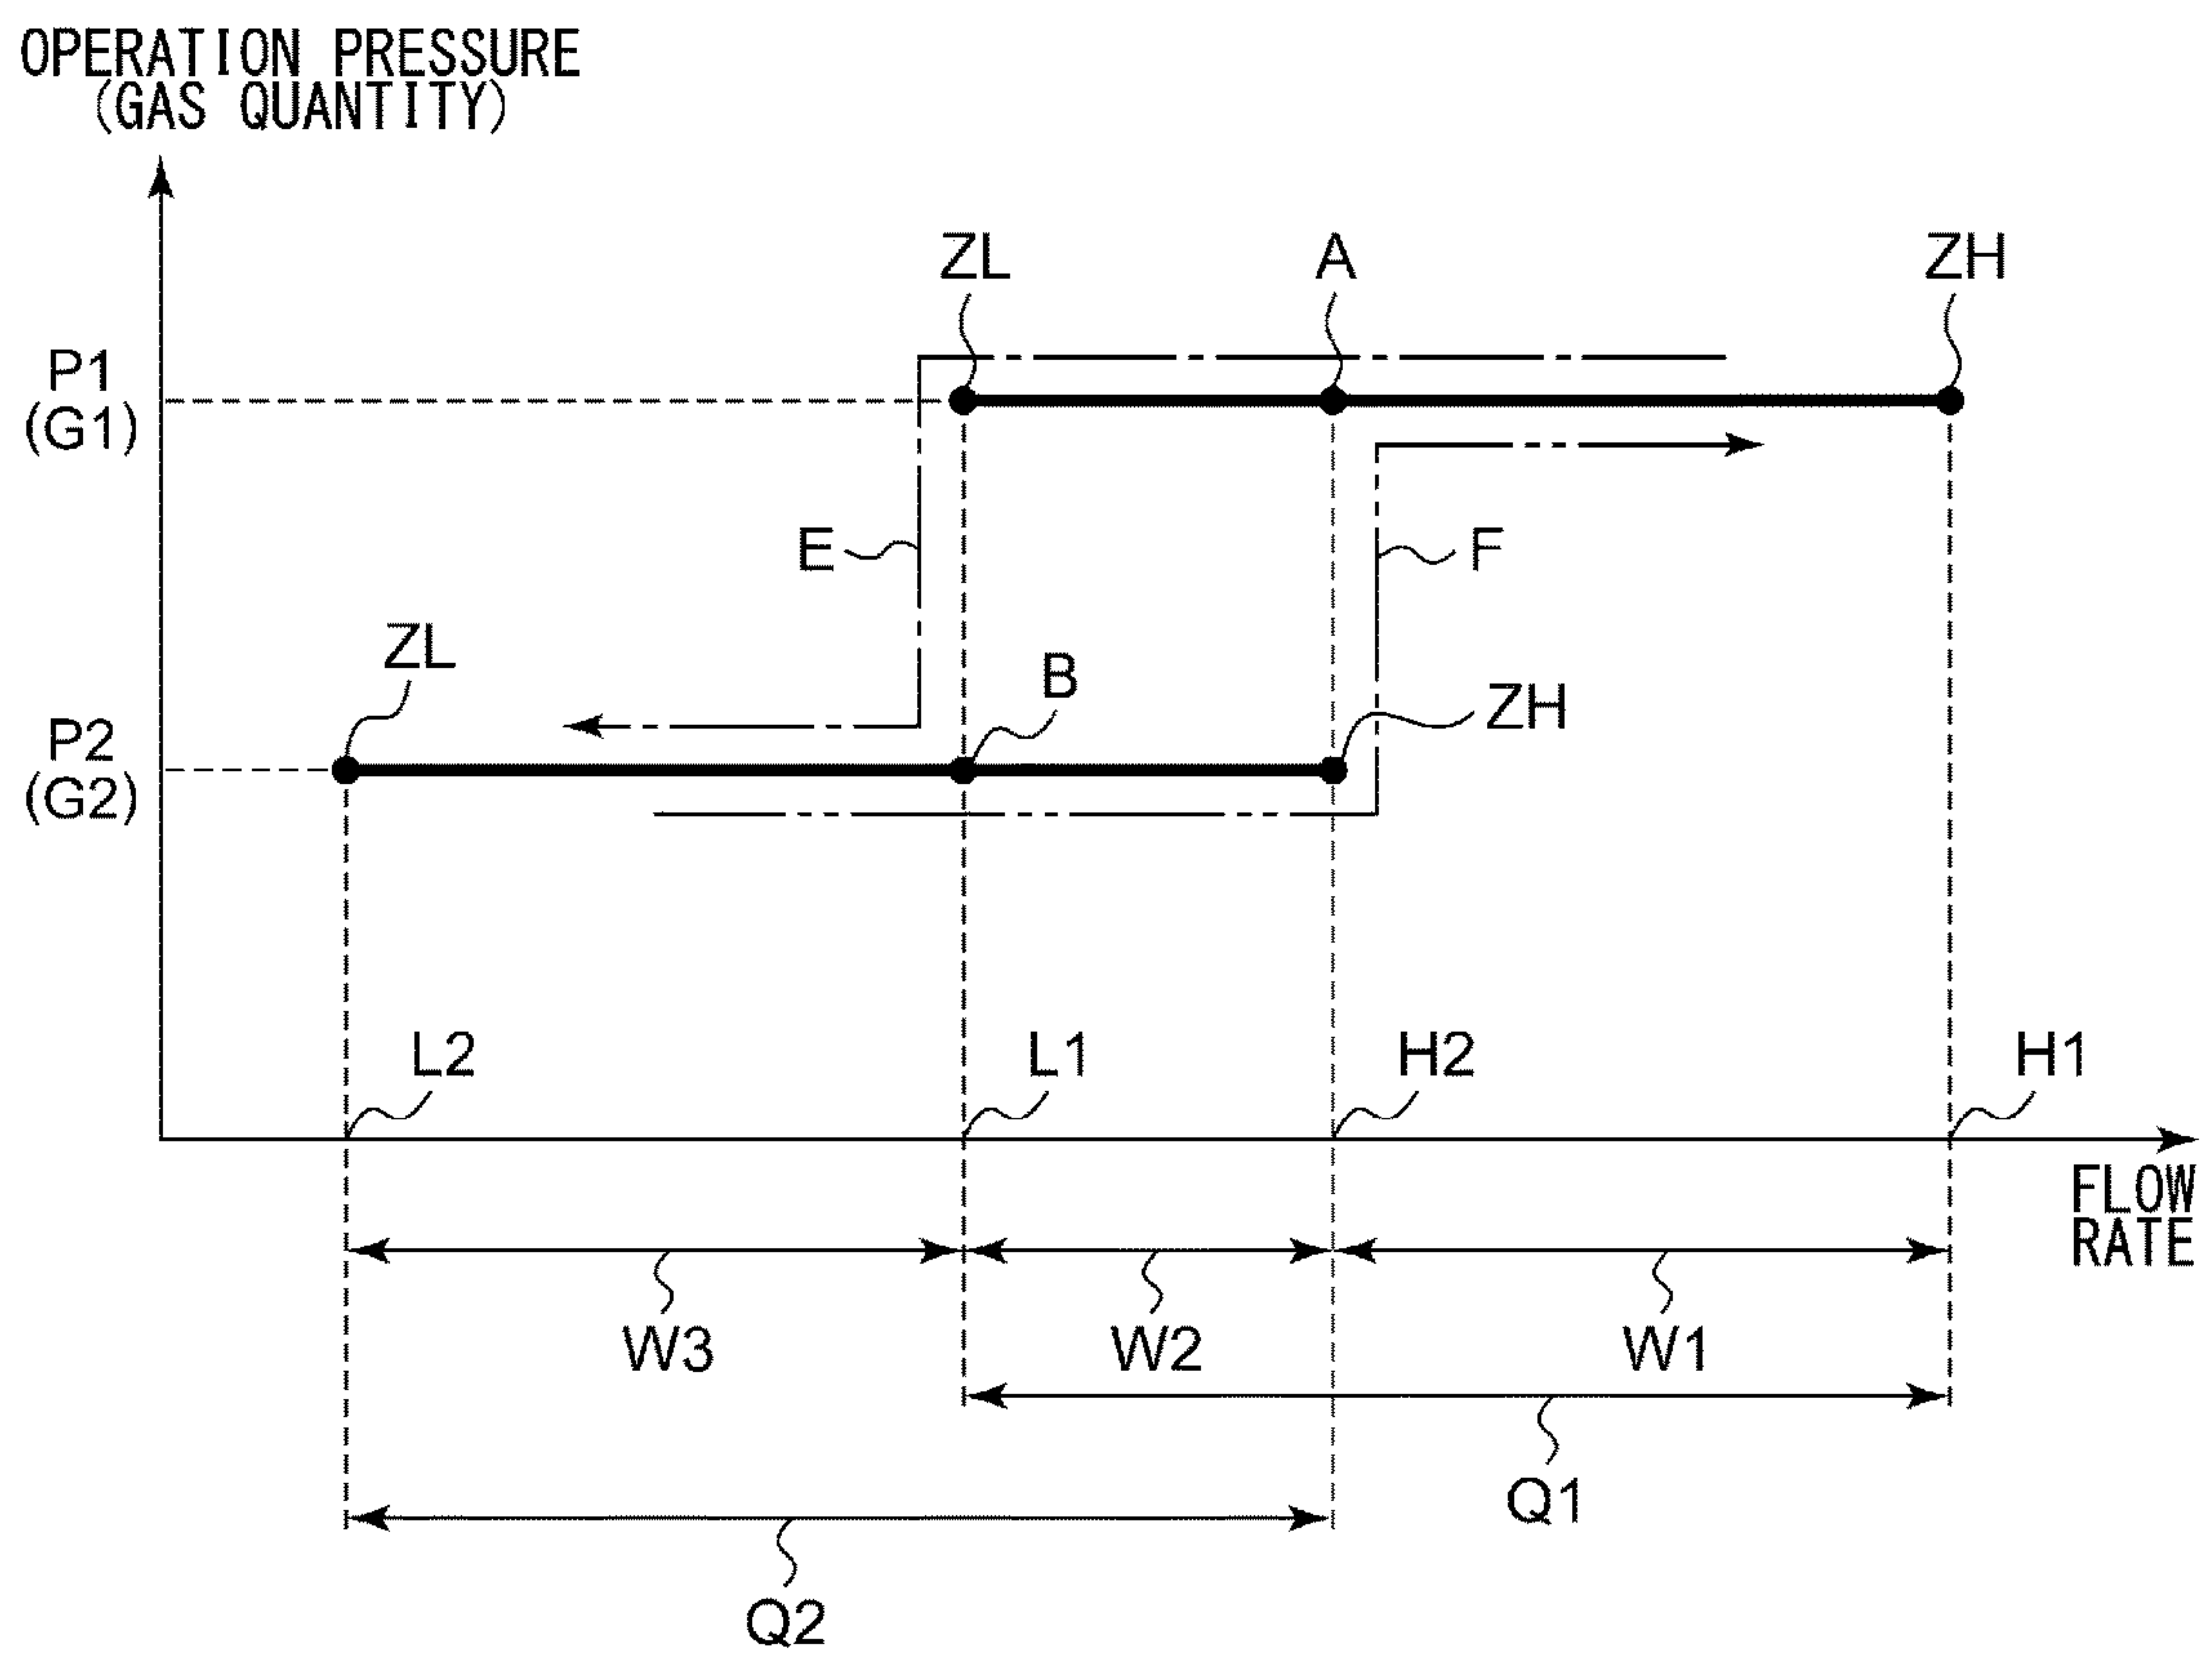 OPERATION PRESSURE
(GAS QUANTITY)
ZL
A
ZH
P1
(G1)
E
F
ZL
B
ZH
P2
(G2)
L2
L1
H2
H1
FLOW
RATE
W3
W2
W1
Q1
Q2